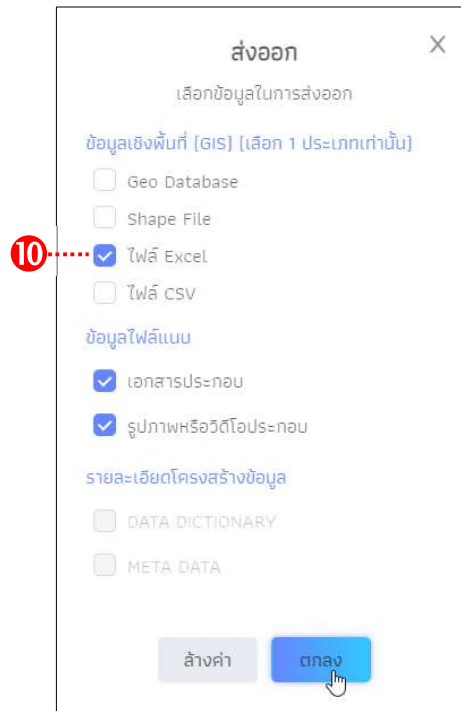 ส่งออก
เลือกข้อมูลในการส่งออก
ข้อมูลเชิงพื้นที่ (GIS) (เลือก 1 ประเภทเท่านั้น)
Geo Database
Shape File
10 ไฟล์ Excel
ไฟล์ CSV
ข้อมูลไฟล์แนบ
เอกสารประกอบ
รูปภาพหรือวิดีโอประกอบ
รายละเอียดโครงสร้างข้อมูล
DATA DICTIONARY
META DATA
ล้างค่า ตกลง